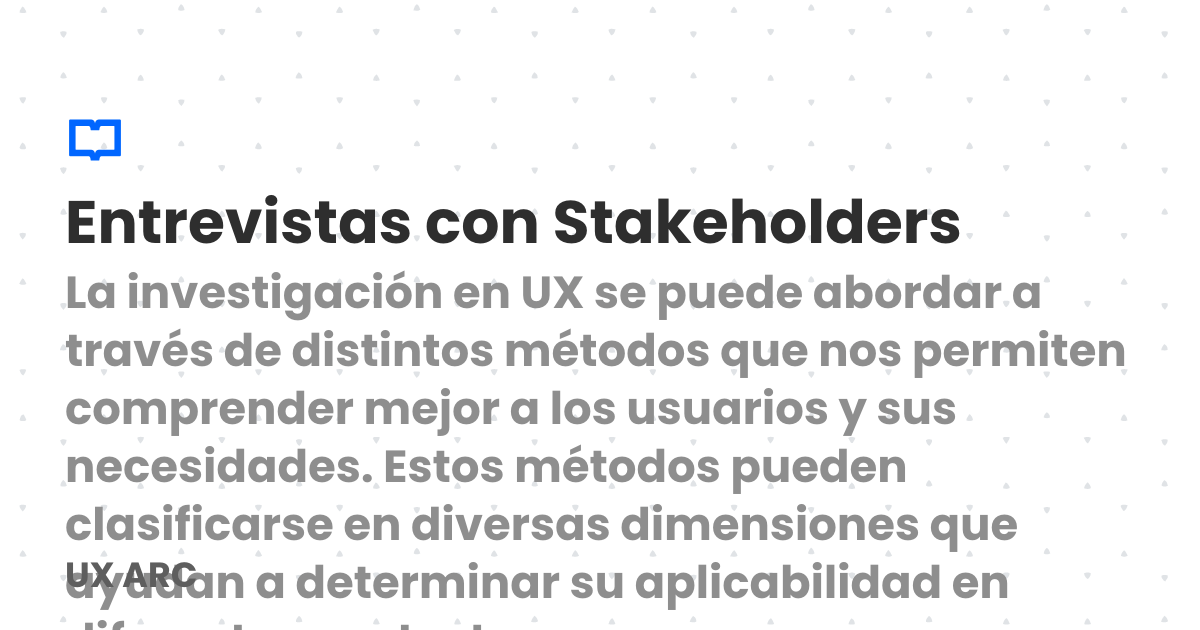 Entrevistas con Stakeholders
La investigación en UX se puede abordar a
través de distintos métodos que nos permiten
comprender mejor a los usuarios y sus
necesidades. Estos métodos pueden
clasificarse en diversas dimensiones que
UX ARC
ayudan a determinar su aplicabilidad en